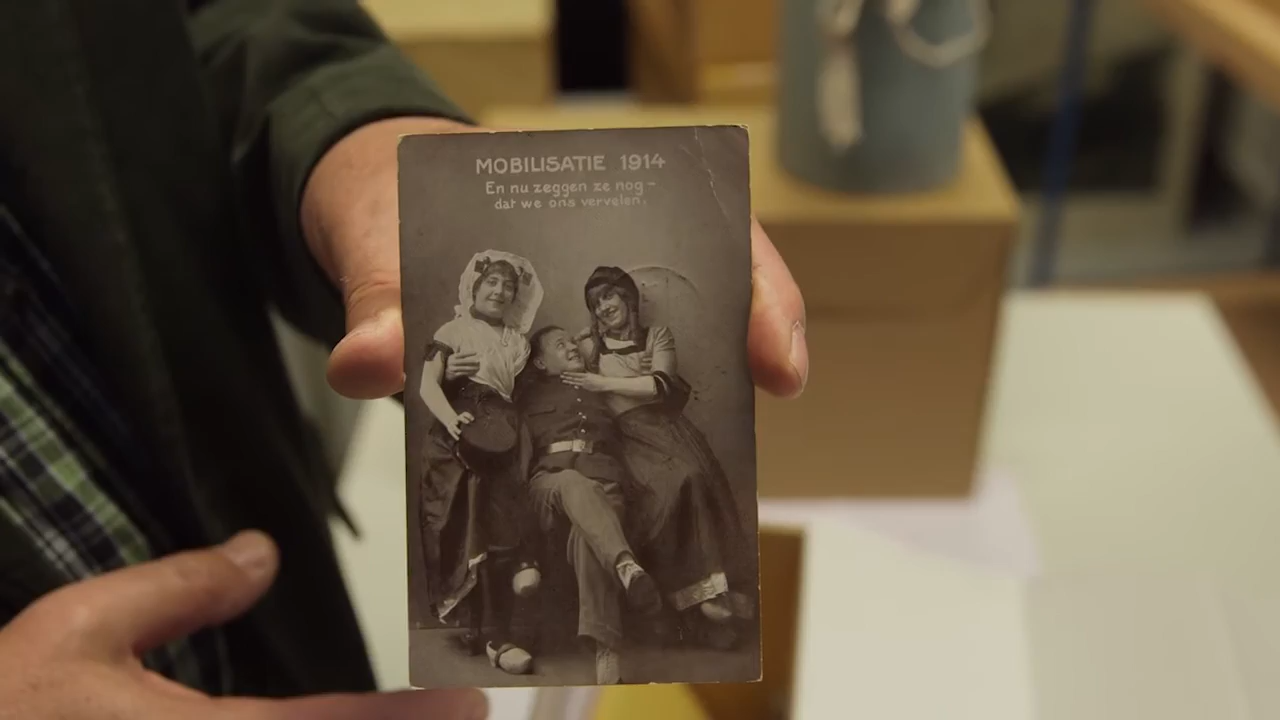 MOBILISATIE 1914
En nu zeggen ze nog -
dat we ons vervelen.